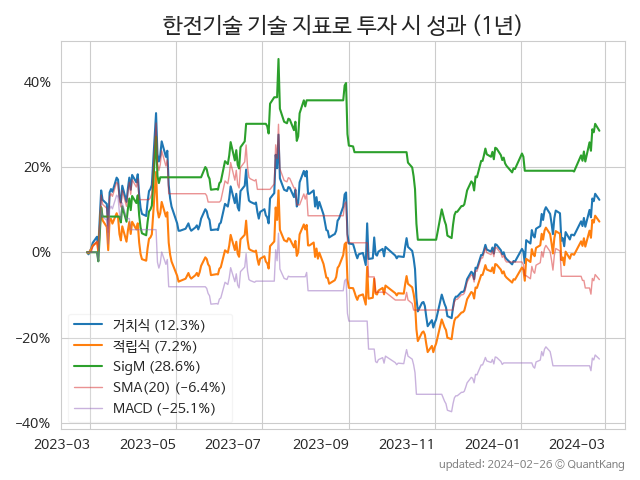 한전기술 기술 지표로 투자 시 성과 (1년)
40%
20%
0%
−20%
−40%
거치식 (12.3%)
적립식 (7.2%)
SigM (28.6%)
SMA(20) (−6.4%)
MACD (−25.1%)
2023-03 2023-05 2023-07 2023-09 2023-11 2024-01 2024-03
updated: 2024-02-26 ⓒ QuantKang